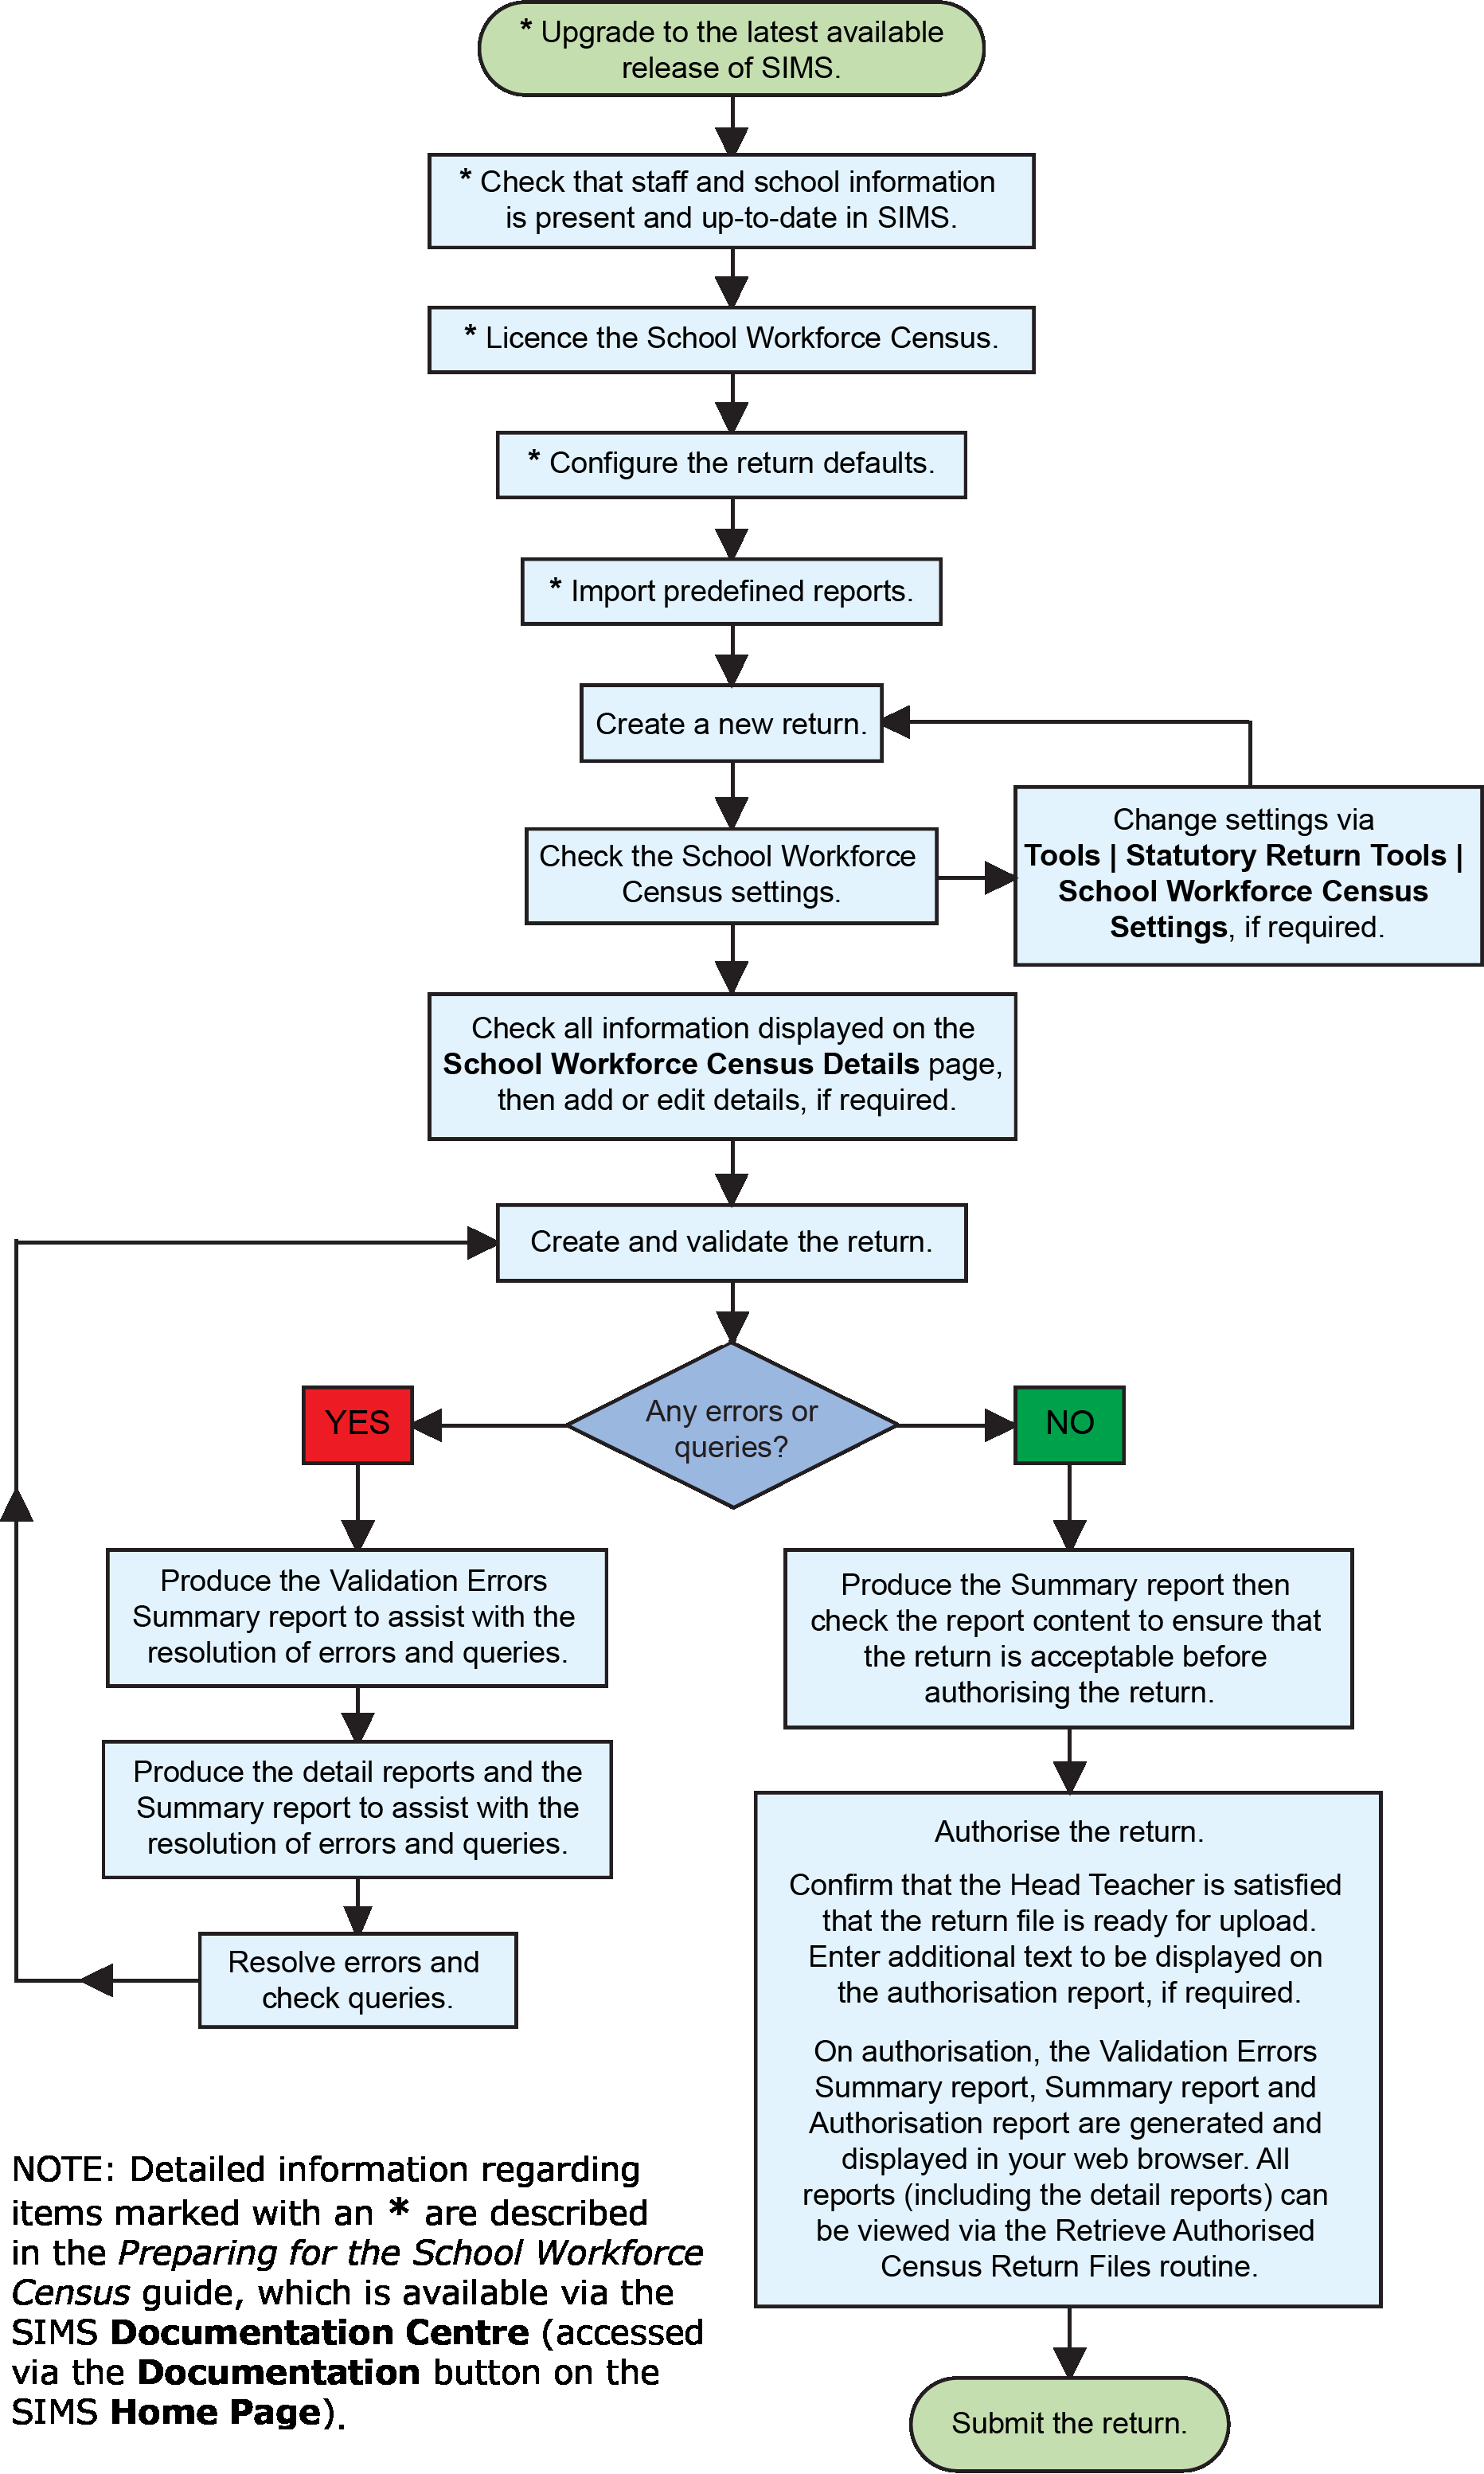 * Upgrade to the latest available
release of SIMS.
* Check that staff and school information
is present and up-to-date in SIMS.
* Licence the School Workforce Census.
* Configure the return defaults.
* Import predefined reports.
Create a new return.
Check the School Workforce
Census settings.
Change settings via
Tools | Statutory Return Tools |
School Workforce Census
Settings, if required.
Check all information displayed on the
School Workforce Census Details page,
then add or edit details, if required.
Create and validate the return.
Any errors or
queries?
YES
NO
Produce the Validation Errors
Summary report to assist with the
resolution of errors and queries.
Produce the detail reports and the
Summary report to assist with the
resolution of errors and queries.
Resolve errors and
check queries.
Produce the Summary report then
check the report content to ensure that
the return is acceptable before
authorising the return.
Authorise the return.
Confirm that the Head Teacher is satisfied
that the return file is ready for upload.
Enter additional text to be displayed on
the authorisation report, if required.
On authorisation, the Validation Errors
Summary report, Summary report and
Authorisation report are generated and
displayed in your web browser. All
reports (including the detail reports) can
be viewed via the Retrieve Authorised
Census Return Files routine.
Submit the return.
NOTE: Detailed information regarding
items marked with an * are described
in the Preparing for the School Workforce
Census guide, which is available via the
SIMS Documentation Centre (accessed
via the Documentation button on the
SIMS Home Page).